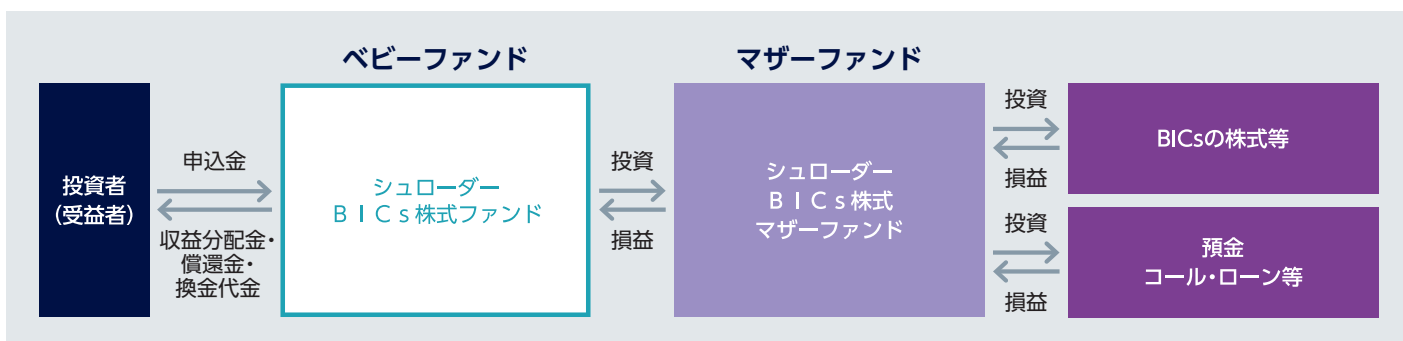 ベビーファンド
マザーファンド
投資者
(受益者)
申込金
収益分配金・
償還金・
換金代金
シュローダー
ＢＩＣｓ株式ファンド
投資
損益
シュローダー
ＢＩＣｓ株式
マザーファンド
投資
損益
BICsの株式等
投資
損益
預金
コール・ローン等